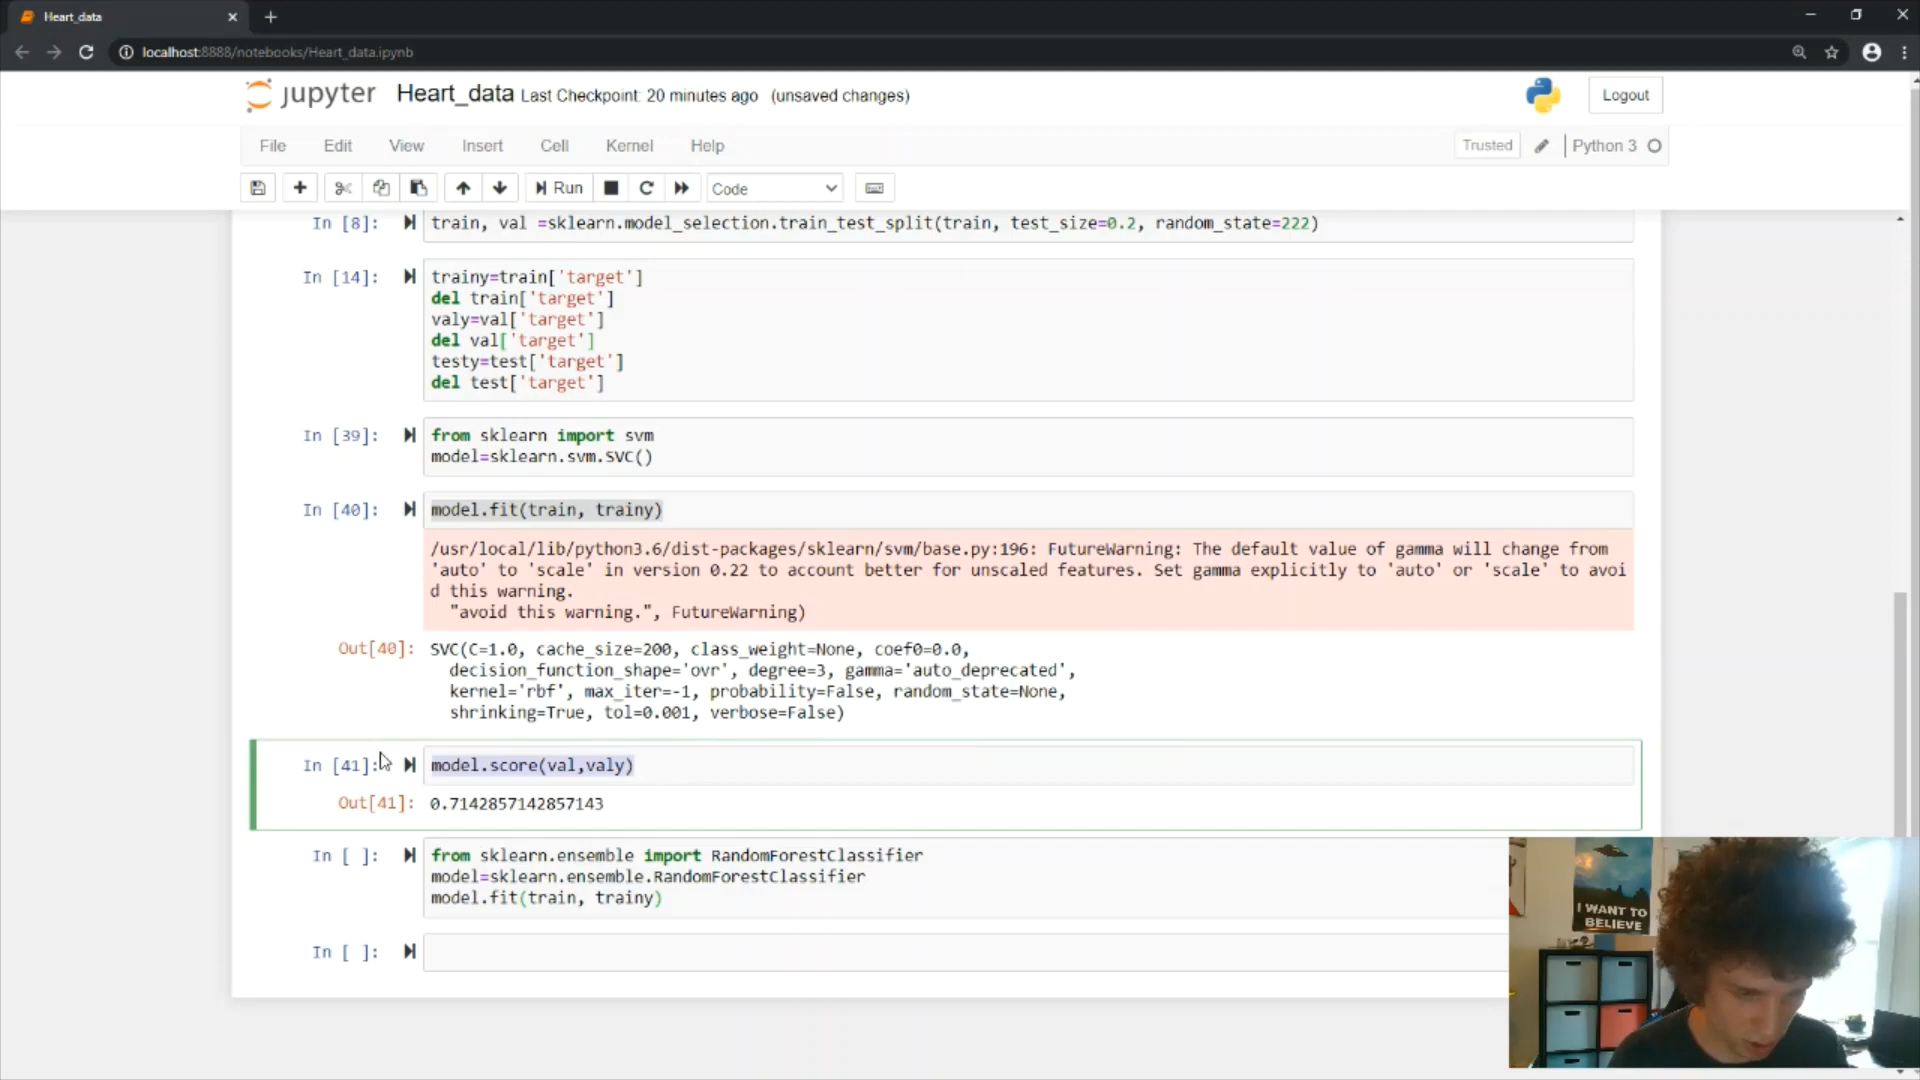 Heart_data
localhost:8888/notebooks/Heart_data.ipynb
jupyter Heart_data Last Checkpoint: 20 minutes ago (unsaved changes)
Logout
File Edit View Insert Cell Kernel Help
Trusted Python 3
Run Code
In [8]: train, val =sklearn.model_selection.train_test_split(train, test_size=0.2, random_state=222)
In [14]: trainy=train['target']
del train['target']
valy=val['target']
del val['target']
testy=test['target']
del test['target']
In [39]: from sklearn import svm
model=sklearn.svm.SVC()
In [40]: model.fit(train, trainy)
/usr/local/lib/python3.6/dist-packages/sklearn/svm/base.py:196: FutureWarning: The default value of gamma will change from
'auto' to 'scale' in version 0.22 to account better for unscaled features. Set gamma explicitly to 'auto' or 'scale' to avoi
d this warning.
"avoid this warning.", FutureWarning)
Out[40]: SVC(C=1.0, cache_size=200, class_weight=None, coef0=0.0,
decision_function_shape='ovr', degree=3, gamma='auto_deprecated',
kernel='rbf', max_iter=-1, probability=False, random_state=None,
shrinking=True, tol=0.001, verbose=False)
In [41]: model.score(val,valy)
Out[41]: 0.7142857142857143
In [ ]: from sklearn.ensemble import RandomForestClassifier
model=sklearn.ensemble.RandomForestClassifier
model.fit(train, trainy)
In [ ]:
I WANT TO
BELIEVE